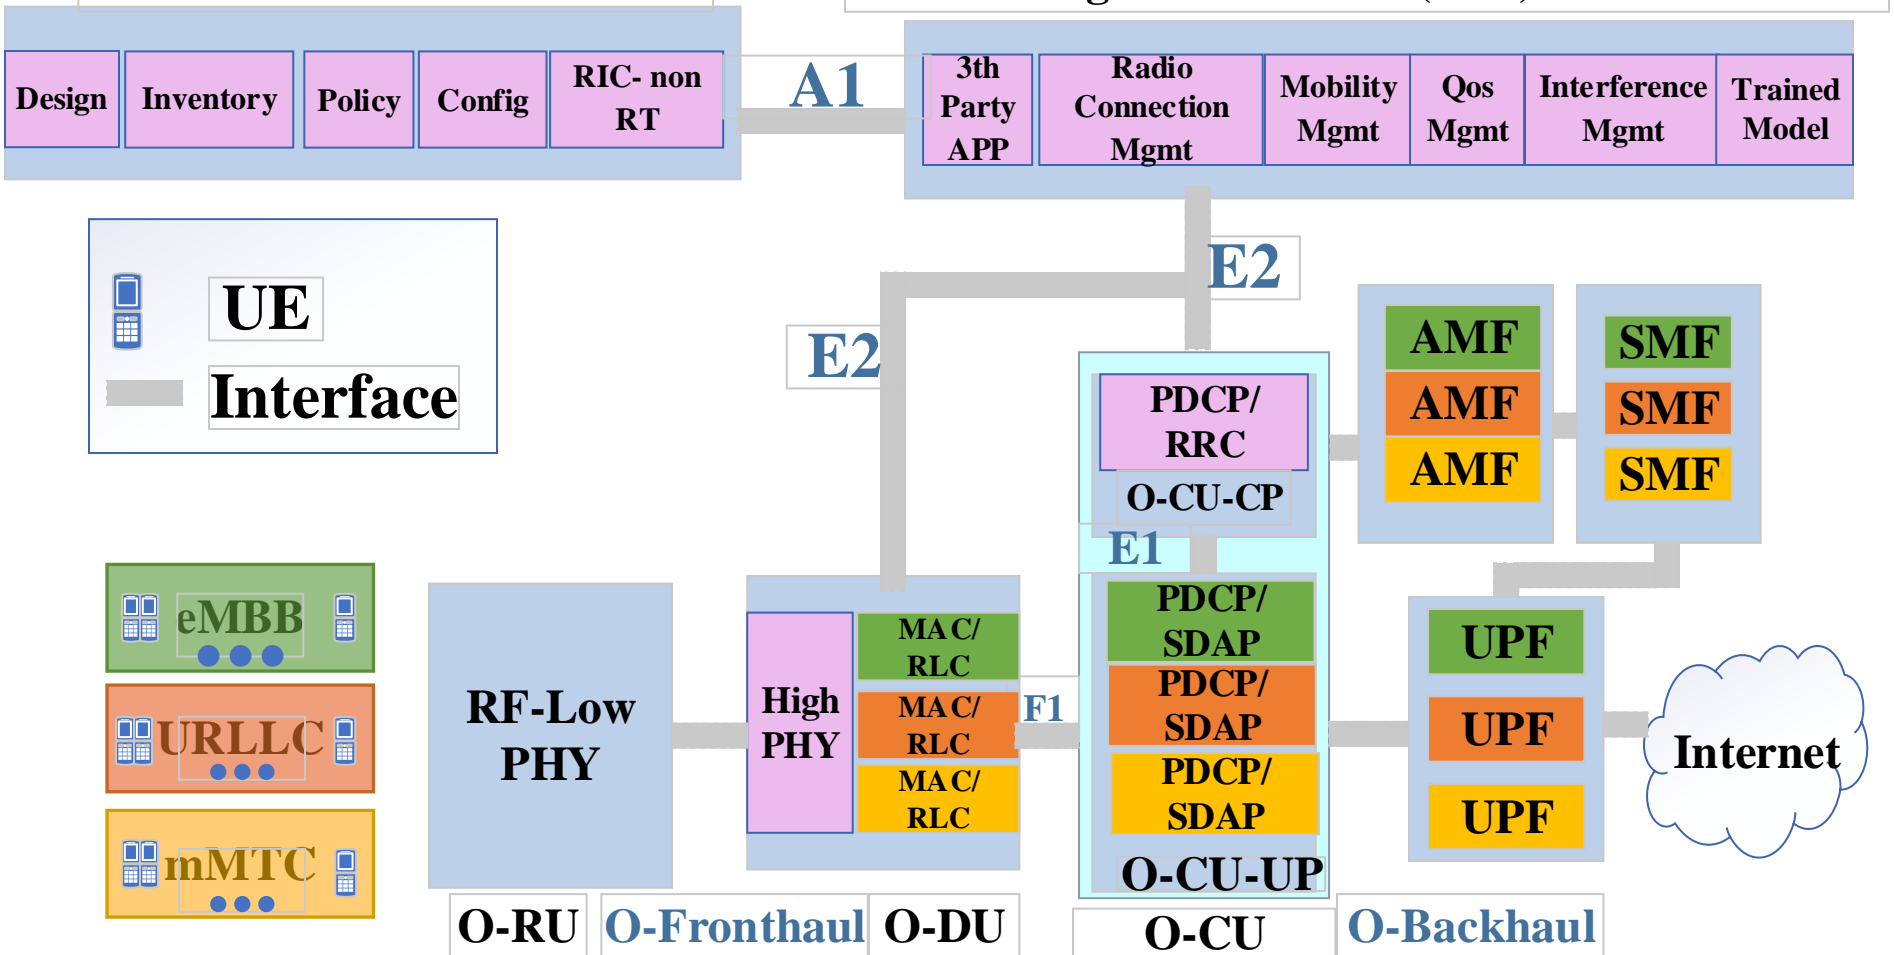 Design
Inventory
Policy
Config
RIC- non
RT
A1
3th
Party
APP
Radio
Connection
Mgmt
Mobility
Mgmt
Qos
Mgmt
Interference
Mgmt
Trained
Model
UE
Interface
E2
E2
PDCP/
RRC
O-CU-CP
E1
AMF
AMF
AMF
SMF
SMF
SMF
eMBB
URLLC
mMTC
RF-Low
PHY
High
PHY
MAC/
RLC
MAC/
RLC
MAC/
RLC
F1
PDCP/
SDAP
PDCP/
SDAP
PDCP/
SDAP
O-CU-UP
UPF
UPF
UPF
Internet
O-RU
O-Fronthaul
O-DU
O-CU
O-Backhaul